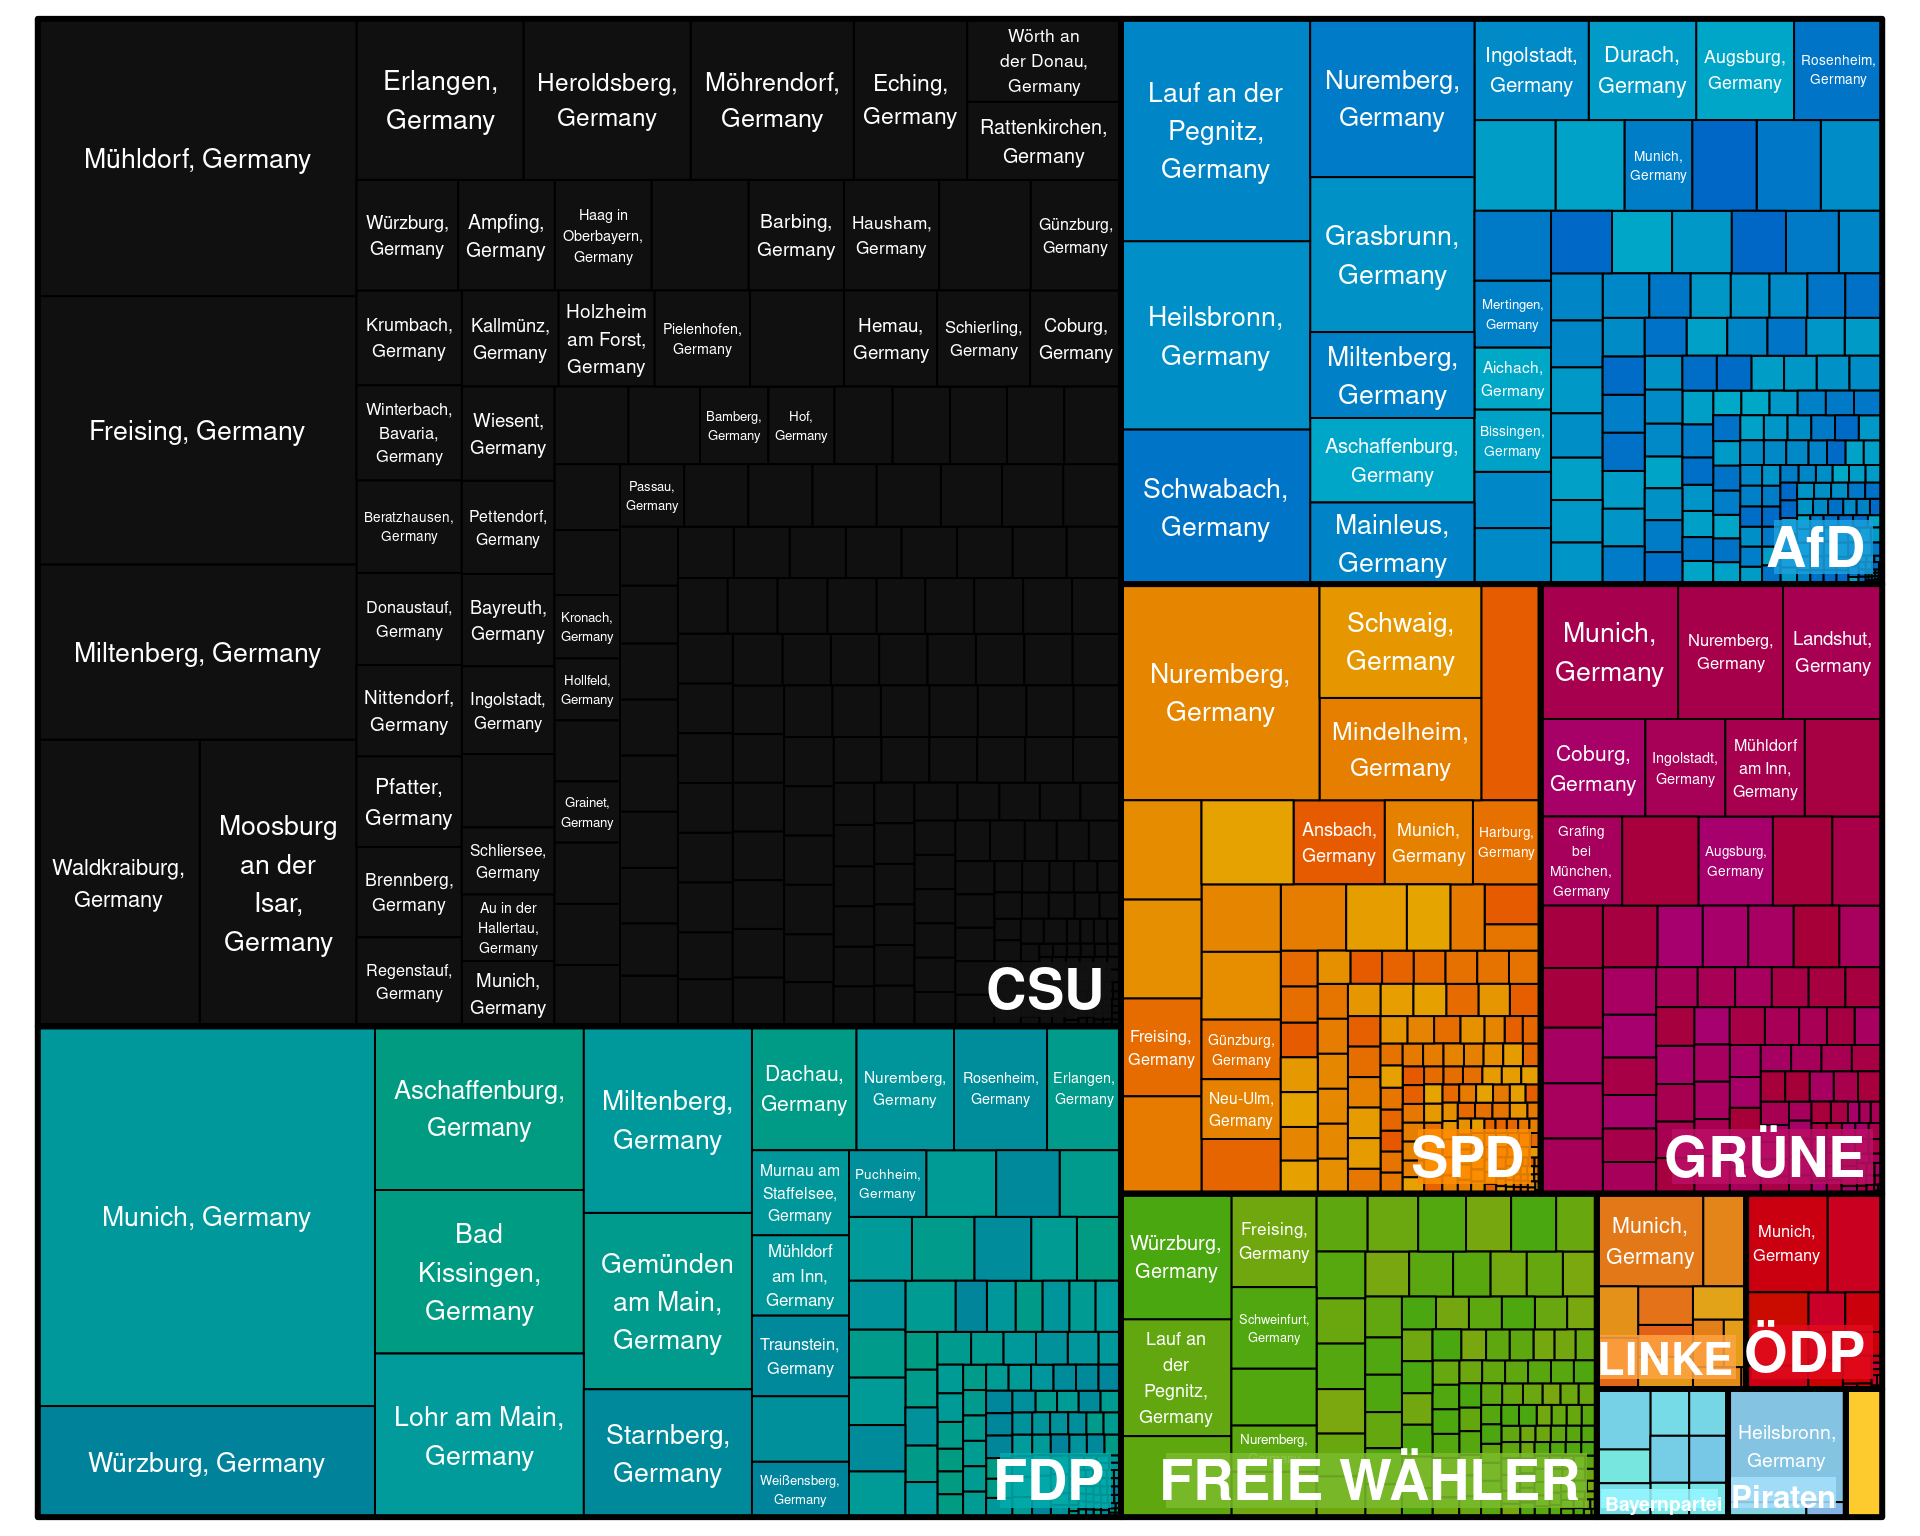 Mühldorf, Germany
Freising, Germany
Miltenberg, Germany
Waldkraiburg,
Germany
Moosburg
an der
Isar,
Germany
Erlangen,
Germany
Heroldsberg,
Germany
Möhrendorf,
Germany
Eching,
Germany
Wörth an
der Donau,
Germany
Rattenkirchen,
Germany
Würzburg,
Germany
Ampfing,
Germany
Haag in
Oberbayern,
Germany
Barbing,
Germany
Hausham,
Germany
Günzburg,
Germany
Krumbach,
Germany
Kallmünz,
Germany
Holzheim
am Forst,
Germany
Pielenhofen,
Germany
Hemau,
Germany
Schierling,
Germany
Coburg,
Germany
Winterbach,
Bavaria,
Germany
Wiesent,
Germany
Bamberg,
Germany
Hof,
Germany
Beratzhausen,
Germany
Pettendorf,
Germany
Passau,
Germany
Donaustauf,
Germany
Bayreuth,
Germany
Kronach,
Germany
Nittendorf,
Germany
Ingolstadt,
Germany
Hollfeld,
Germany
Pfatter,
Germany
Grainet,
Germany
Brennberg,
Germany
Schliersee,
Germany
Au in der
Hallertau,
Germany
Regenstauf,
Germany
Munich,
Germany
CSU
Lauf an der
Pegnitz,
Germany
Heilsbronn,
Germany
Schwabach,
Germany
Nuremberg,
Germany
Grasbrunn,
Germany
Miltenberg,
Germany
Aschaffenburg,
Germany
Mainleus,
Germany
Ingolstadt,
Germany
Durach,
Germany
Augsburg,
Germany
Rosenheim,
Germany
Munich,
Germany
Mertingen,
Germany
Aichach,
Germany
Bissingen,
Germany
AfD
Nuremberg,
Germany
Schwaig,
Germany
Mindelheim,
Germany
Ansbach,
Germany
Munich,
Germany
Harburg,
Germany
Freising,
Germany
Günzburg,
Germany
Neu-Ulm,
Germany
SPD
Munich,
Germany
Nuremberg,
Germany
Landshut,
Germany
Coburg,
Germany
Ingolstadt,
Germany
Mühldorf
am Inn,
Germany
Grafing
bei
München,
Germany
Augsburg,
Germany
GRÜNE
Munich, Germany
Würzburg, Germany
Aschaffenburg,
Germany
Bad
Kissingen,
Germany
Lohr am Main,
Germany
Miltenberg,
Germany
Gemünden
am Main,
Germany
Starnberg,
Germany
Dachau,
Germany
Nuremberg,
Germany
Rosenheim,
Germany
Erlangen,
Germany
Murnau am
Staffelsee,
Germany
Puchheim,
Germany
Mühldorf
am Inn,
Germany
Traunstein,
Germany
Weißensberg,
Germany
FDP
Würzburg,
Germany
Freising,
Germany
Schweinfurt,
Germany
Lauf an
der
Pegnitz,
Germany
Nuremberg,
FREIE WÄHLER
Munich,
Germany
LINKE
Munich,
Germany
ÖDP
Bayernpartei
Heilsbronn,
Germany
Piraten